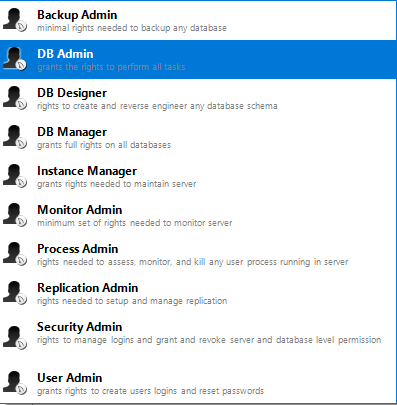 Backup Admin
minimal rights needed to backup any database
DB Admin
grants the rights to perform all tasks
DB Designer
rights to create and reverse engineer any database schema
DB Manager
grants full rights on all databases
Instance Manager
grants rights needed to maintain server
Monitor Admin
minimum set of rights needed to monitor server
Process Admin
rights needed to assess, monitor, and kill any user process running in server
Replication Admin
rights needed to setup and manage replication
Security Admin
rights to manage logins and grant and revoke server and database level permission
User Admin
grants rights to create users logins and reset passwords